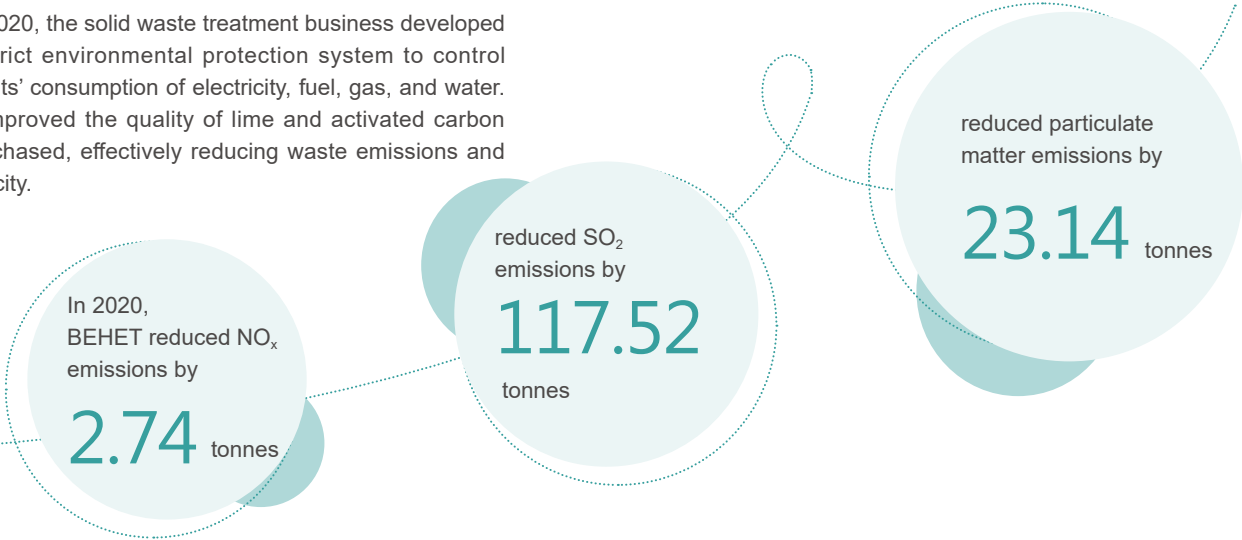 020, the solid waste treatment business developed
rict environmental protection system to control
ts’ consumption of electricity, fuel, gas, and water.
nproved the quality of lime and activated carbon
chased, effectively reducing waste emissions and
city.
In 2020,
BEHET reduced NOx
emissions by
2.74 tonnes
reduced SO2
emissions by
117.52
tonnes
reduced particulate
matter emissions by
23.14 tonnes